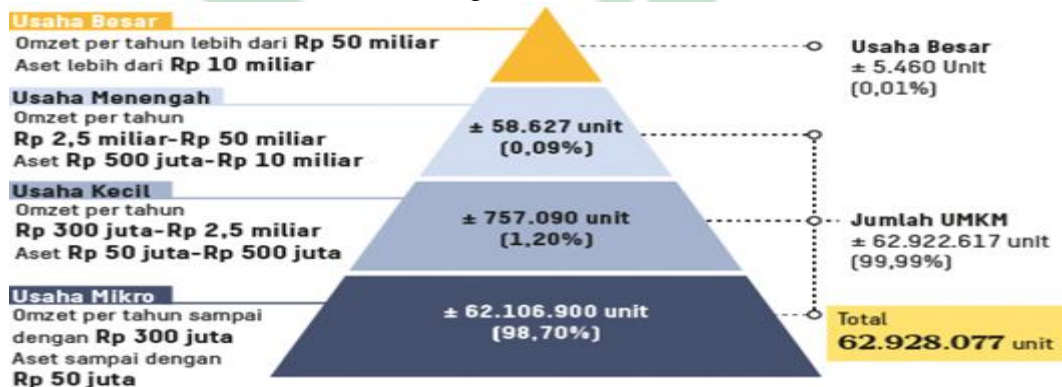 Usaha Besar
Omzet per tahun lebih dari Rp 50 miliar
Aset lebih dari Rp 10 miliar
Usaha Menengah
Omzet per tahun
Rp 2,5 miliar-Rp 50 miliar
Aset Rp 500 juta-Rp 10 miliar
Usaha Kecil
Omzet per tahun
Rp 300 juta-Rp 2,5 miliar
Aset Rp 50 juta-Rp 500 juta
Usaha Mikro
Omzet per tahun sampai
dengan Rp 300 juta
Aset sampai dengan
Rp 50 juta
± 58.627 unit
(0,09%)
± 757.090 unit
(1,20%)
± 62.106.900 unit
(98,70%)
Usaha Besar
± 5.460 Unit
(0,01%)
Jumlah UMKM
± 62.922.617 unit
(99,99%)
Total
62.928.077 unit